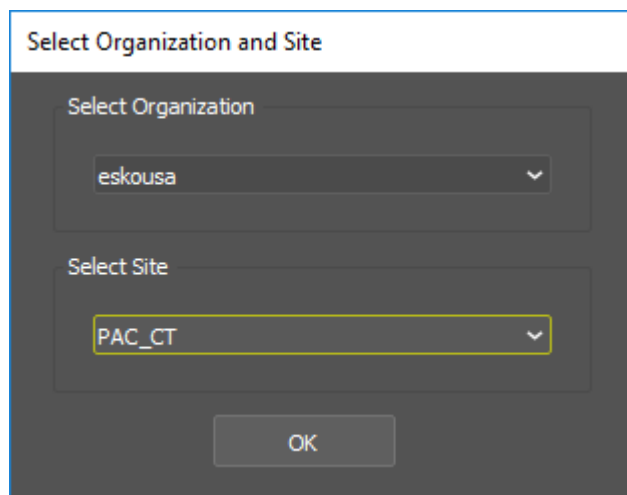 Select Organization and Site
Select Organization
eskousa
Select Site
PAC_CT
OK